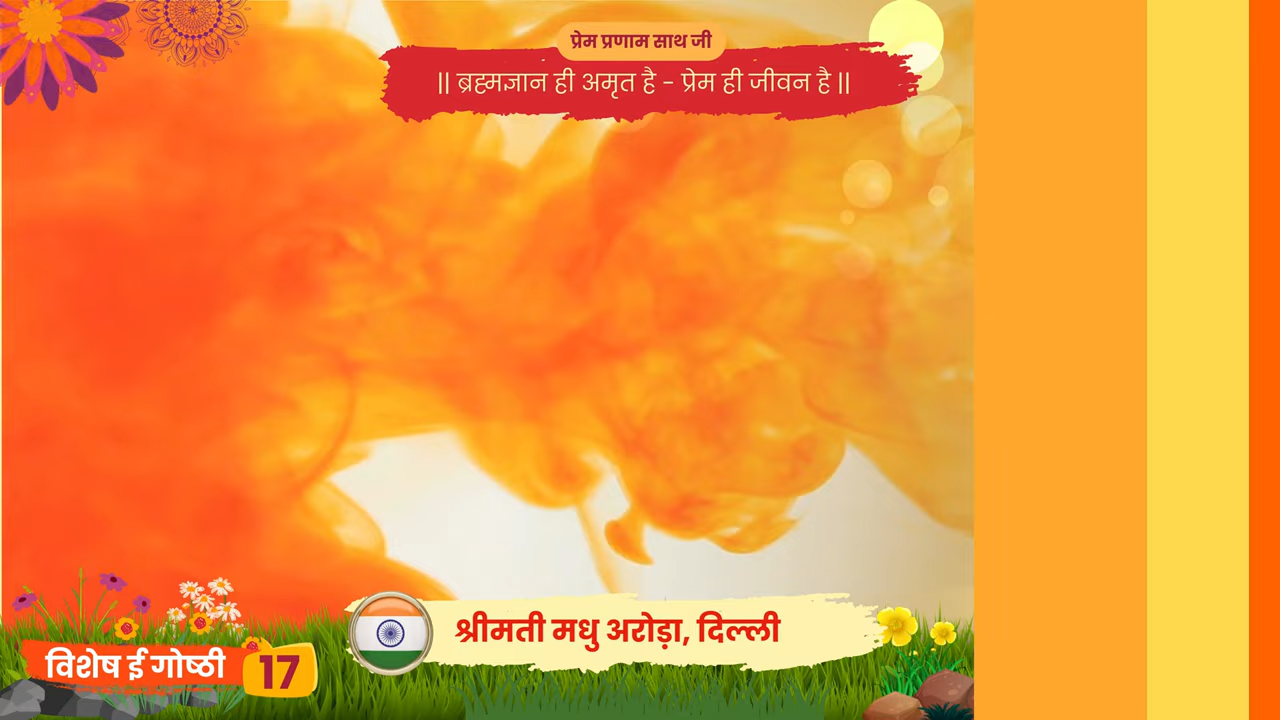 प्रेम प्रणाम साथ जी
|| ब्रह्मज्ञान ही अमृत है - प्रेम ही जीवन है ||
श्रीमती मधु अरोड़ा, दिल्ली
विशेष ई गोष्ठी 17